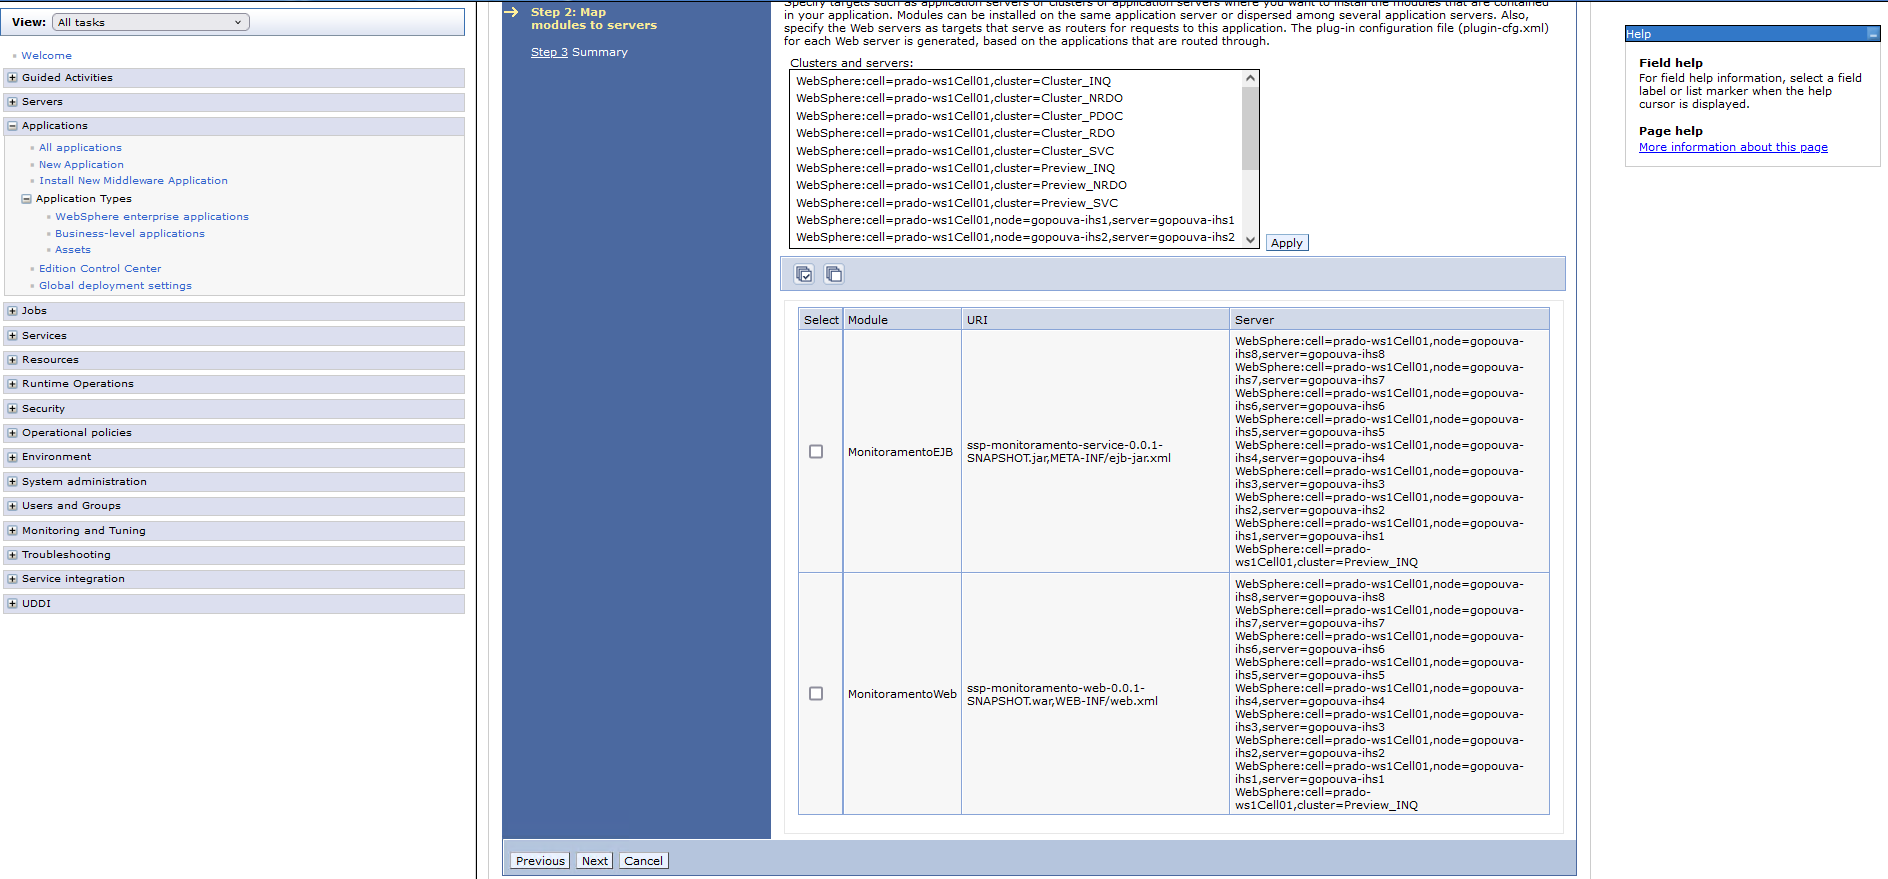 View: All tasks
Welcome
Guided Activities
Servers
Applications
All applications
New Application
Install New Middleware Application
Application Types
WebSphere enterprise applications
Business-level applications
Assets
Edition Control Center
Global deployment settings
Jobs
Services
Resources
Runtime Operations
Security
Operational policies
Environment
System administration
Users and Groups
Monitoring and Tuning
Troubleshooting
Service integration
UDDI
Step 2: Map
modules to servers
Step 3 Summary
Specify targets such as application servers or clusters of application servers where you want to install the modules that are contained
in your application. Modules can be installed on the same application server or dispersed among several application servers. Also,
specify the Web servers as targets that serve as routers for requests to this application. The plug-in configuration file (plugin-cfg.xml)
for each Web server is generated, based on the applications that are routed through.
Clusters and servers:
WebSphere:cell=prado-ws1Cell01,cluster=Cluster_INQ
WebSphere:cell=prado-ws1Cell01,cluster=Cluster_NRDO
WebSphere:cell=prado-ws1Cell01,cluster=Cluster_PDOC
WebSphere:cell=prado-ws1Cell01,cluster=Cluster_RDO
WebSphere:cell=prado-ws1Cell01,cluster=Cluster_SVC
WebSphere:cell=prado-ws1Cell01,cluster=Preview_INQ
WebSphere:cell=prado-ws1Cell01,cluster=Preview_NRDO
WebSphere:cell=prado-ws1Cell01,cluster=Preview_SVC
WebSphere:cell=prado-ws1Cell01,node=gopouva-ihs1,server=gopouva-ihs1
WebSphere:cell=prado-ws1Cell01,node=gopouva-ihs2,server=gopouva-ihs2
Apply
Select Module URI Server
MonitoramentoEJB
ssp-monitoramento-service-0.0.1-
SNAPSHOT.jar,META-INF/ejb-jar.xml
WebSphere:cell=prado-ws1Cell01,node=gopouva-
ihs8,server=gopouva-ihs8
WebSphere:cell=prado-ws1Cell01,node=gopouva-
ihs7,server=gopouva-ihs7
WebSphere:cell=prado-ws1Cell01,node=gopouva-
ihs6,server=gopouva-ihs6
WebSphere:cell=prado-ws1Cell01,node=gopouva-
ihs5,server=gopouva-ihs5
WebSphere:cell=prado-ws1Cell01,node=gopouva-
ihs4,server=gopouva-ihs4
WebSphere:cell=prado-ws1Cell01,node=gopouva-
ihs3,server=gopouva-ihs3
WebSphere:cell=prado-ws1Cell01,node=gopouva-
ihs2,server=gopouva-ihs2
WebSphere:cell=prado-ws1Cell01,node=gopouva-
ihs1,server=gopouva-ihs1
WebSphere:cell=prado-
ws1Cell01,cluster=Preview_INQ
MonitoramentoWeb
ssp-monitoramento-web-0.0.1-
SNAPSHOT.war,WEB-INF/web.xml
WebSphere:cell=prado-ws1Cell01,node=gopouva-
ihs8,server=gopouva-ihs8
WebSphere:cell=prado-ws1Cell01,node=gopouva-
ihs7,server=gopouva-ihs7
WebSphere:cell=prado-ws1Cell01,node=gopouva-
ihs6,server=gopouva-ihs6
WebSphere:cell=prado-ws1Cell01,node=gopouva-
ihs5,server=gopouva-ihs5
WebSphere:cell=prado-ws1Cell01,node=gopouva-
ihs4,server=gopouva-ihs4
WebSphere:cell=prado-ws1Cell01,node=gopouva-
ihs3,server=gopouva-ihs3
WebSphere:cell=prado-ws1Cell01,node=gopouva-
ihs2,server=gopouva-ihs2
WebSphere:cell=prado-ws1Cell01,node=gopouva-
ihs1,server=gopouva-ihs1
WebSphere:cell=prado-
ws1Cell01,cluster=Preview_INQ
Previous Next Cancel
Help
Field help
For field help information, select a field
label or list marker when the help
cursor is displayed.
Page help
More information about this page